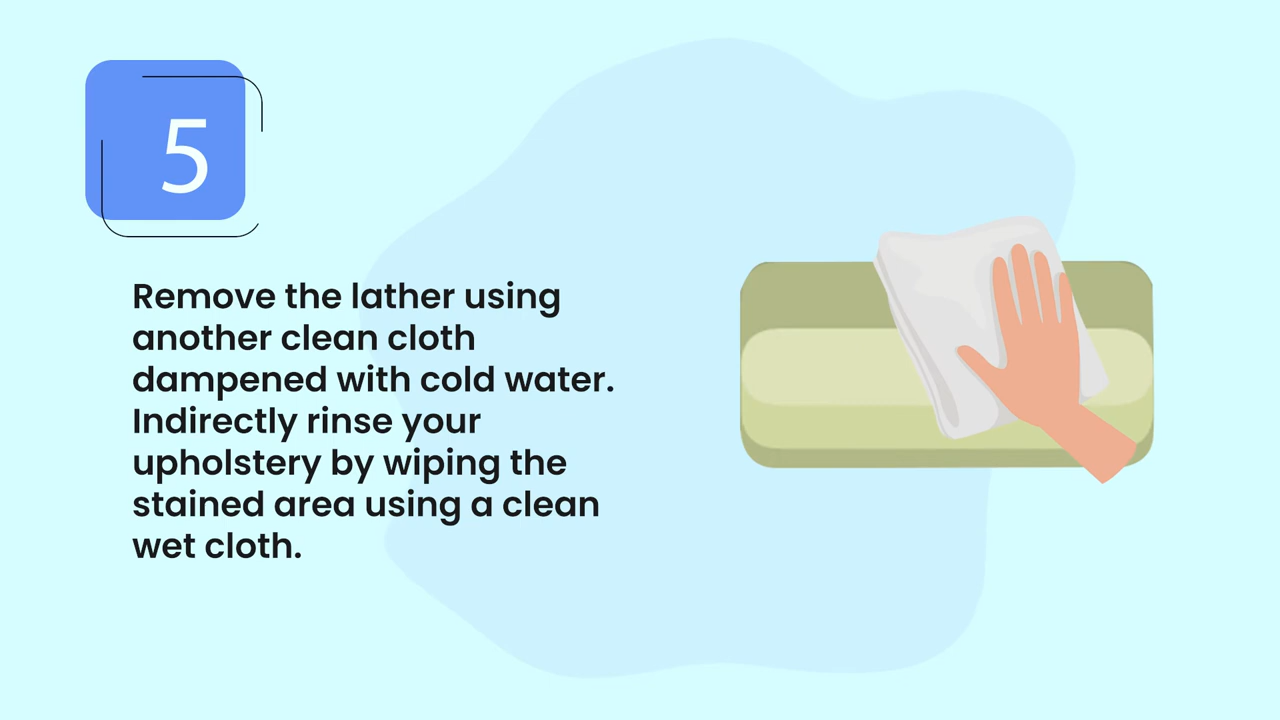 5
Remove the lather using
another clean cloth
dampened with cold water.
Indirectly rinse your
upholstery by wiping the
stained area using a clean
wet cloth.